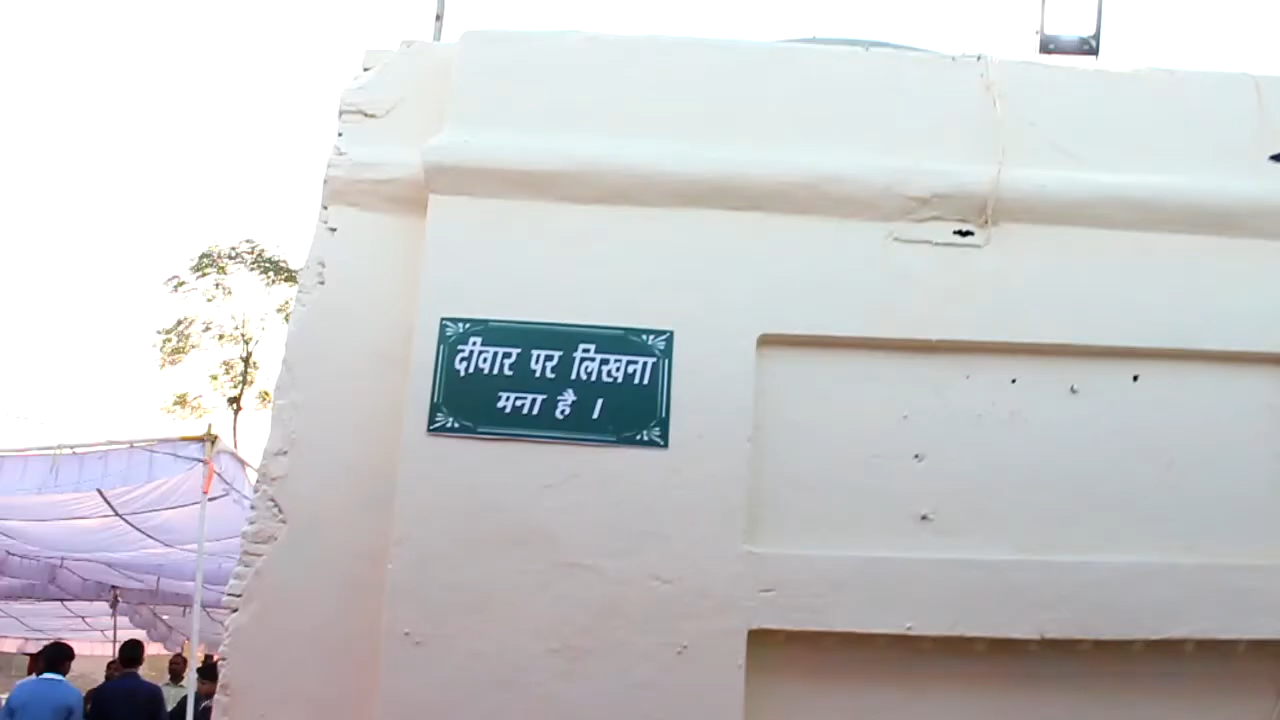 दीवार पर लिखना
मना है ।